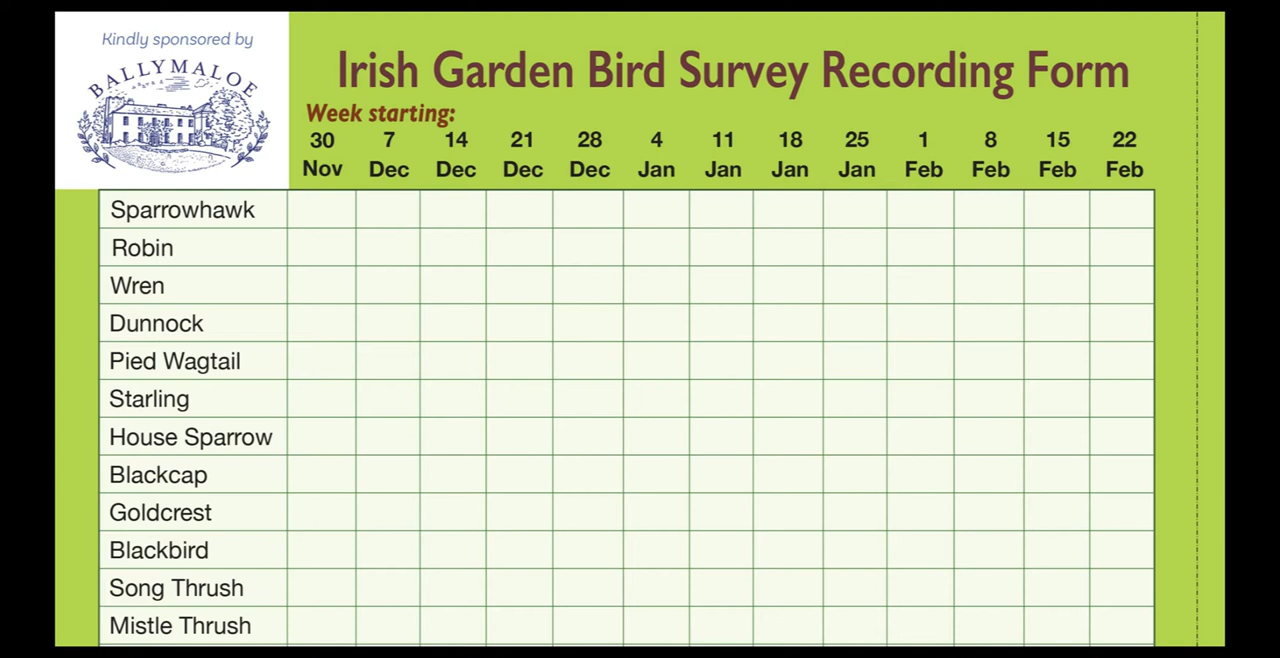 Kindly sponsored by
BALLYMALOE
Irish Garden Bird Survey Recording Form
Week starting:
30 7 14 21 28 4 11 18 25 1 8 15 22
Nov Dec Dec Dec Dec Jan Jan Jan Jan Feb Feb Feb Feb
Sparrowhawk
Robin
Wren
Dunnock
Pied Wagtail
Starling
House Sparrow
Blackcap
Goldcrest
Blackbird
Song Thrush
Mistle Thrush